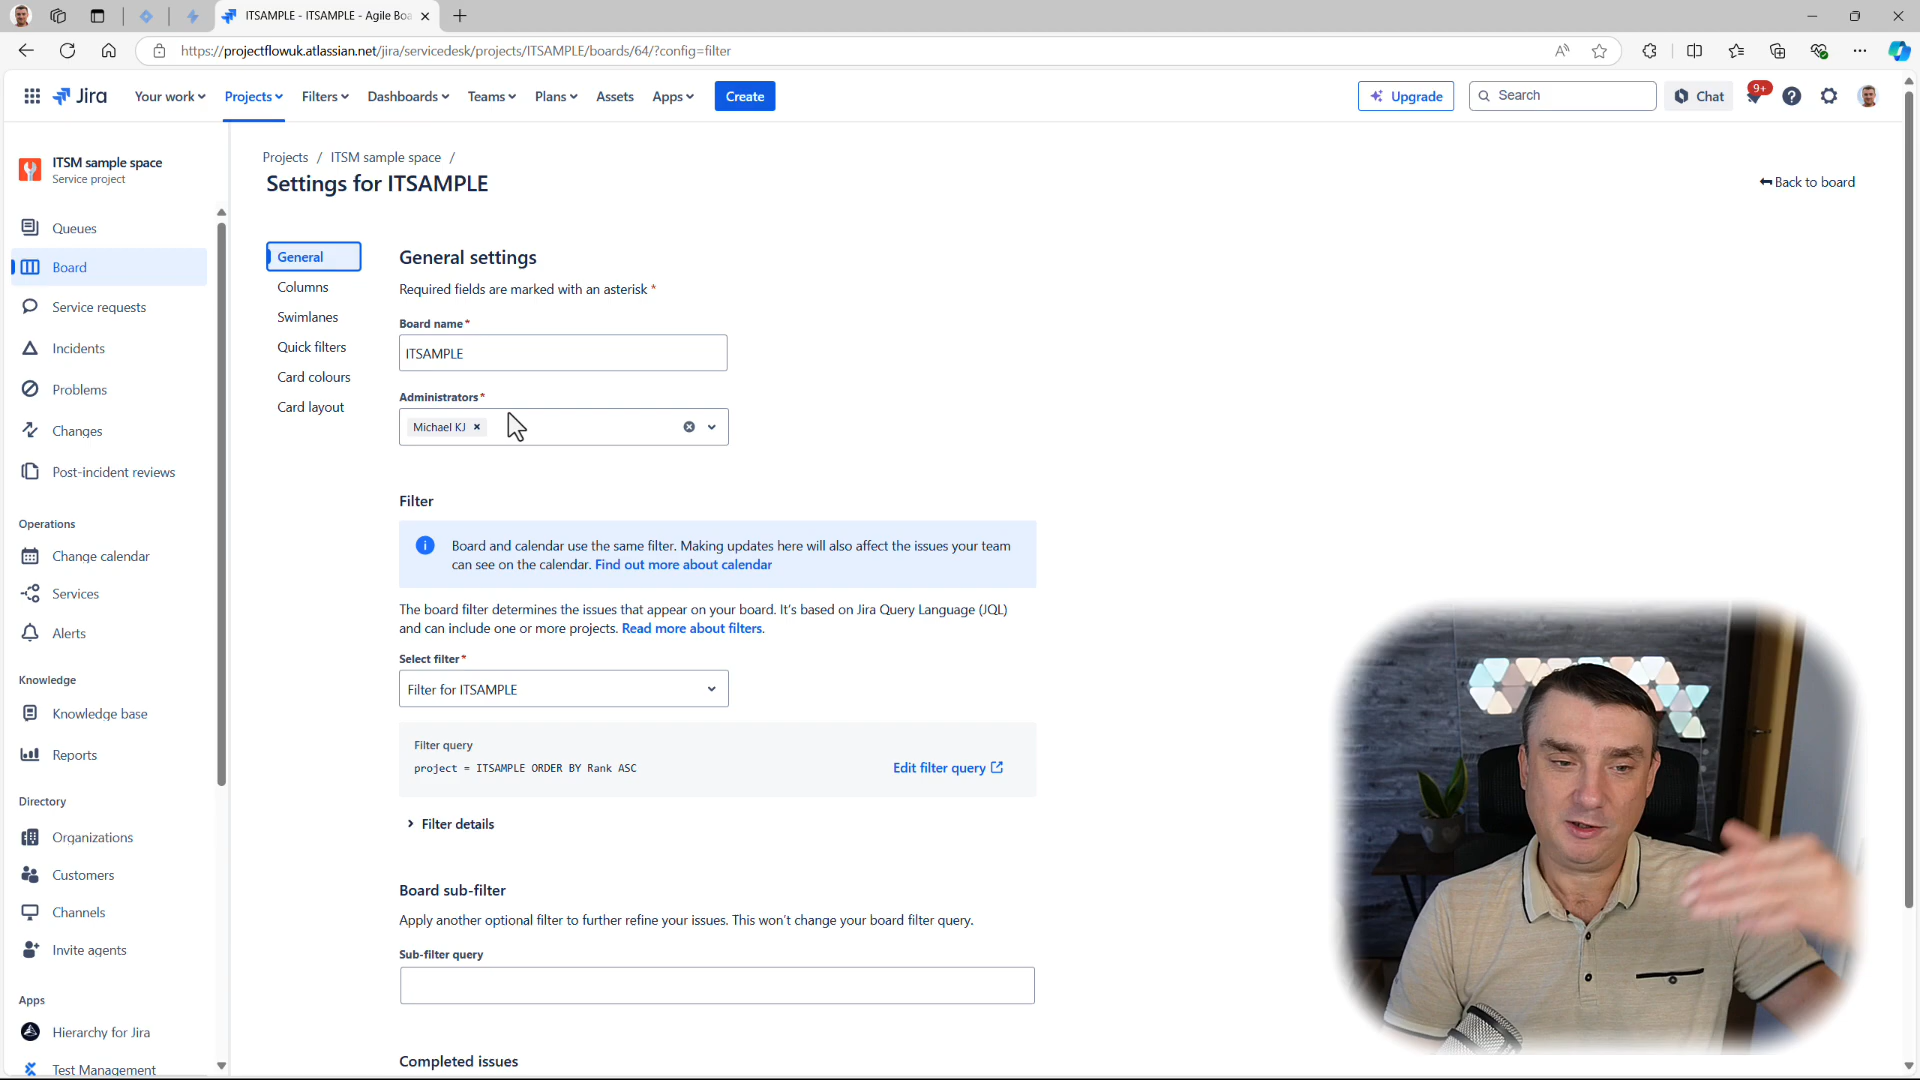 ITSAMPLE - ITSAMPLE - Agile Boa
https://projectflowuk.atlassian.net/jira/servicedesk/projects/ITSAMPLE/boards/64/?config=filter
Jira
Your work
Projects
Filters
Dashboards
Teams
Plans
Assets
Apps
Create
Upgrade
Search
Chat
9+
ITSM sample space
Service project
Queues
Board
Service requests
Incidents
Problems
Changes
Post-incident reviews
Operations
Change calendar
Services
Alerts
Knowledge
Knowledge base
Reports
Directory
Organizations
Customers
Channels
Invite agents
Apps
Hierarchy for Jira
Test Management
Projects / ITSM sample space /
Settings for ITSAMPLE
Back to board
General
Columns
Swimlanes
Quick filters
Card colours
Card layout
General settings
Required fields are marked with an asterisk *
Board name*
ITSAMPLE
Administrators*
Michael KJ ×
Filter
Board and calendar use the same filter. Making updates here will also affect the issues your team
can see on the calendar. Find out more about calendar
The board filter determines the issues that appear on your board. It's based on Jira Query Language (JQL)
and can include one or more projects. Read more about filters.
Select filter*
Filter for ITSAMPLE
Filter query
project = ITSAMPLE ORDER BY Rank ASC
Edit filter query
Filter details
Board sub-filter
Apply another optional filter to further refine your issues. This won't change your board filter query.
Sub-filter query
Completed issues